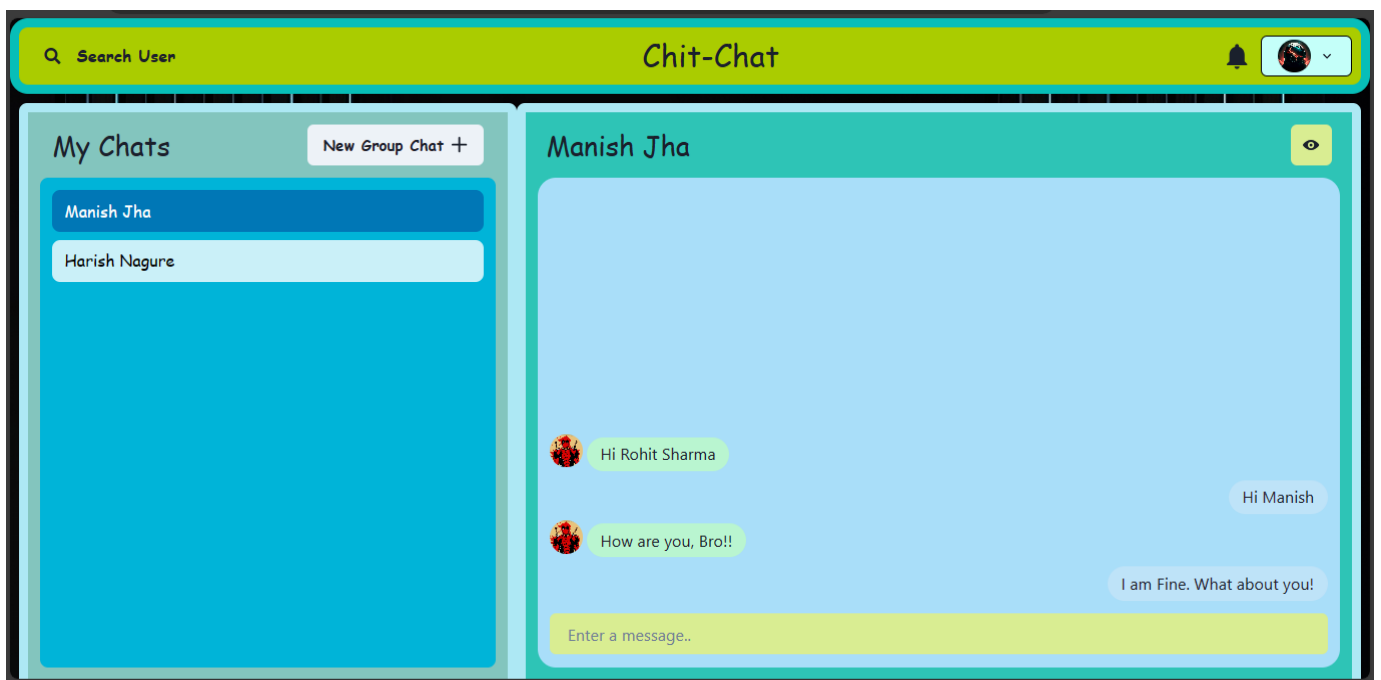 Search User
Chit-Chat
My Chats
New Group Chat +
Manish Jha
Harish Nagure
Manish Jha
Hi Rohit Sharma
Hi Manish
How are you, Bro!!
I am Fine. What about you!
Enter a message..